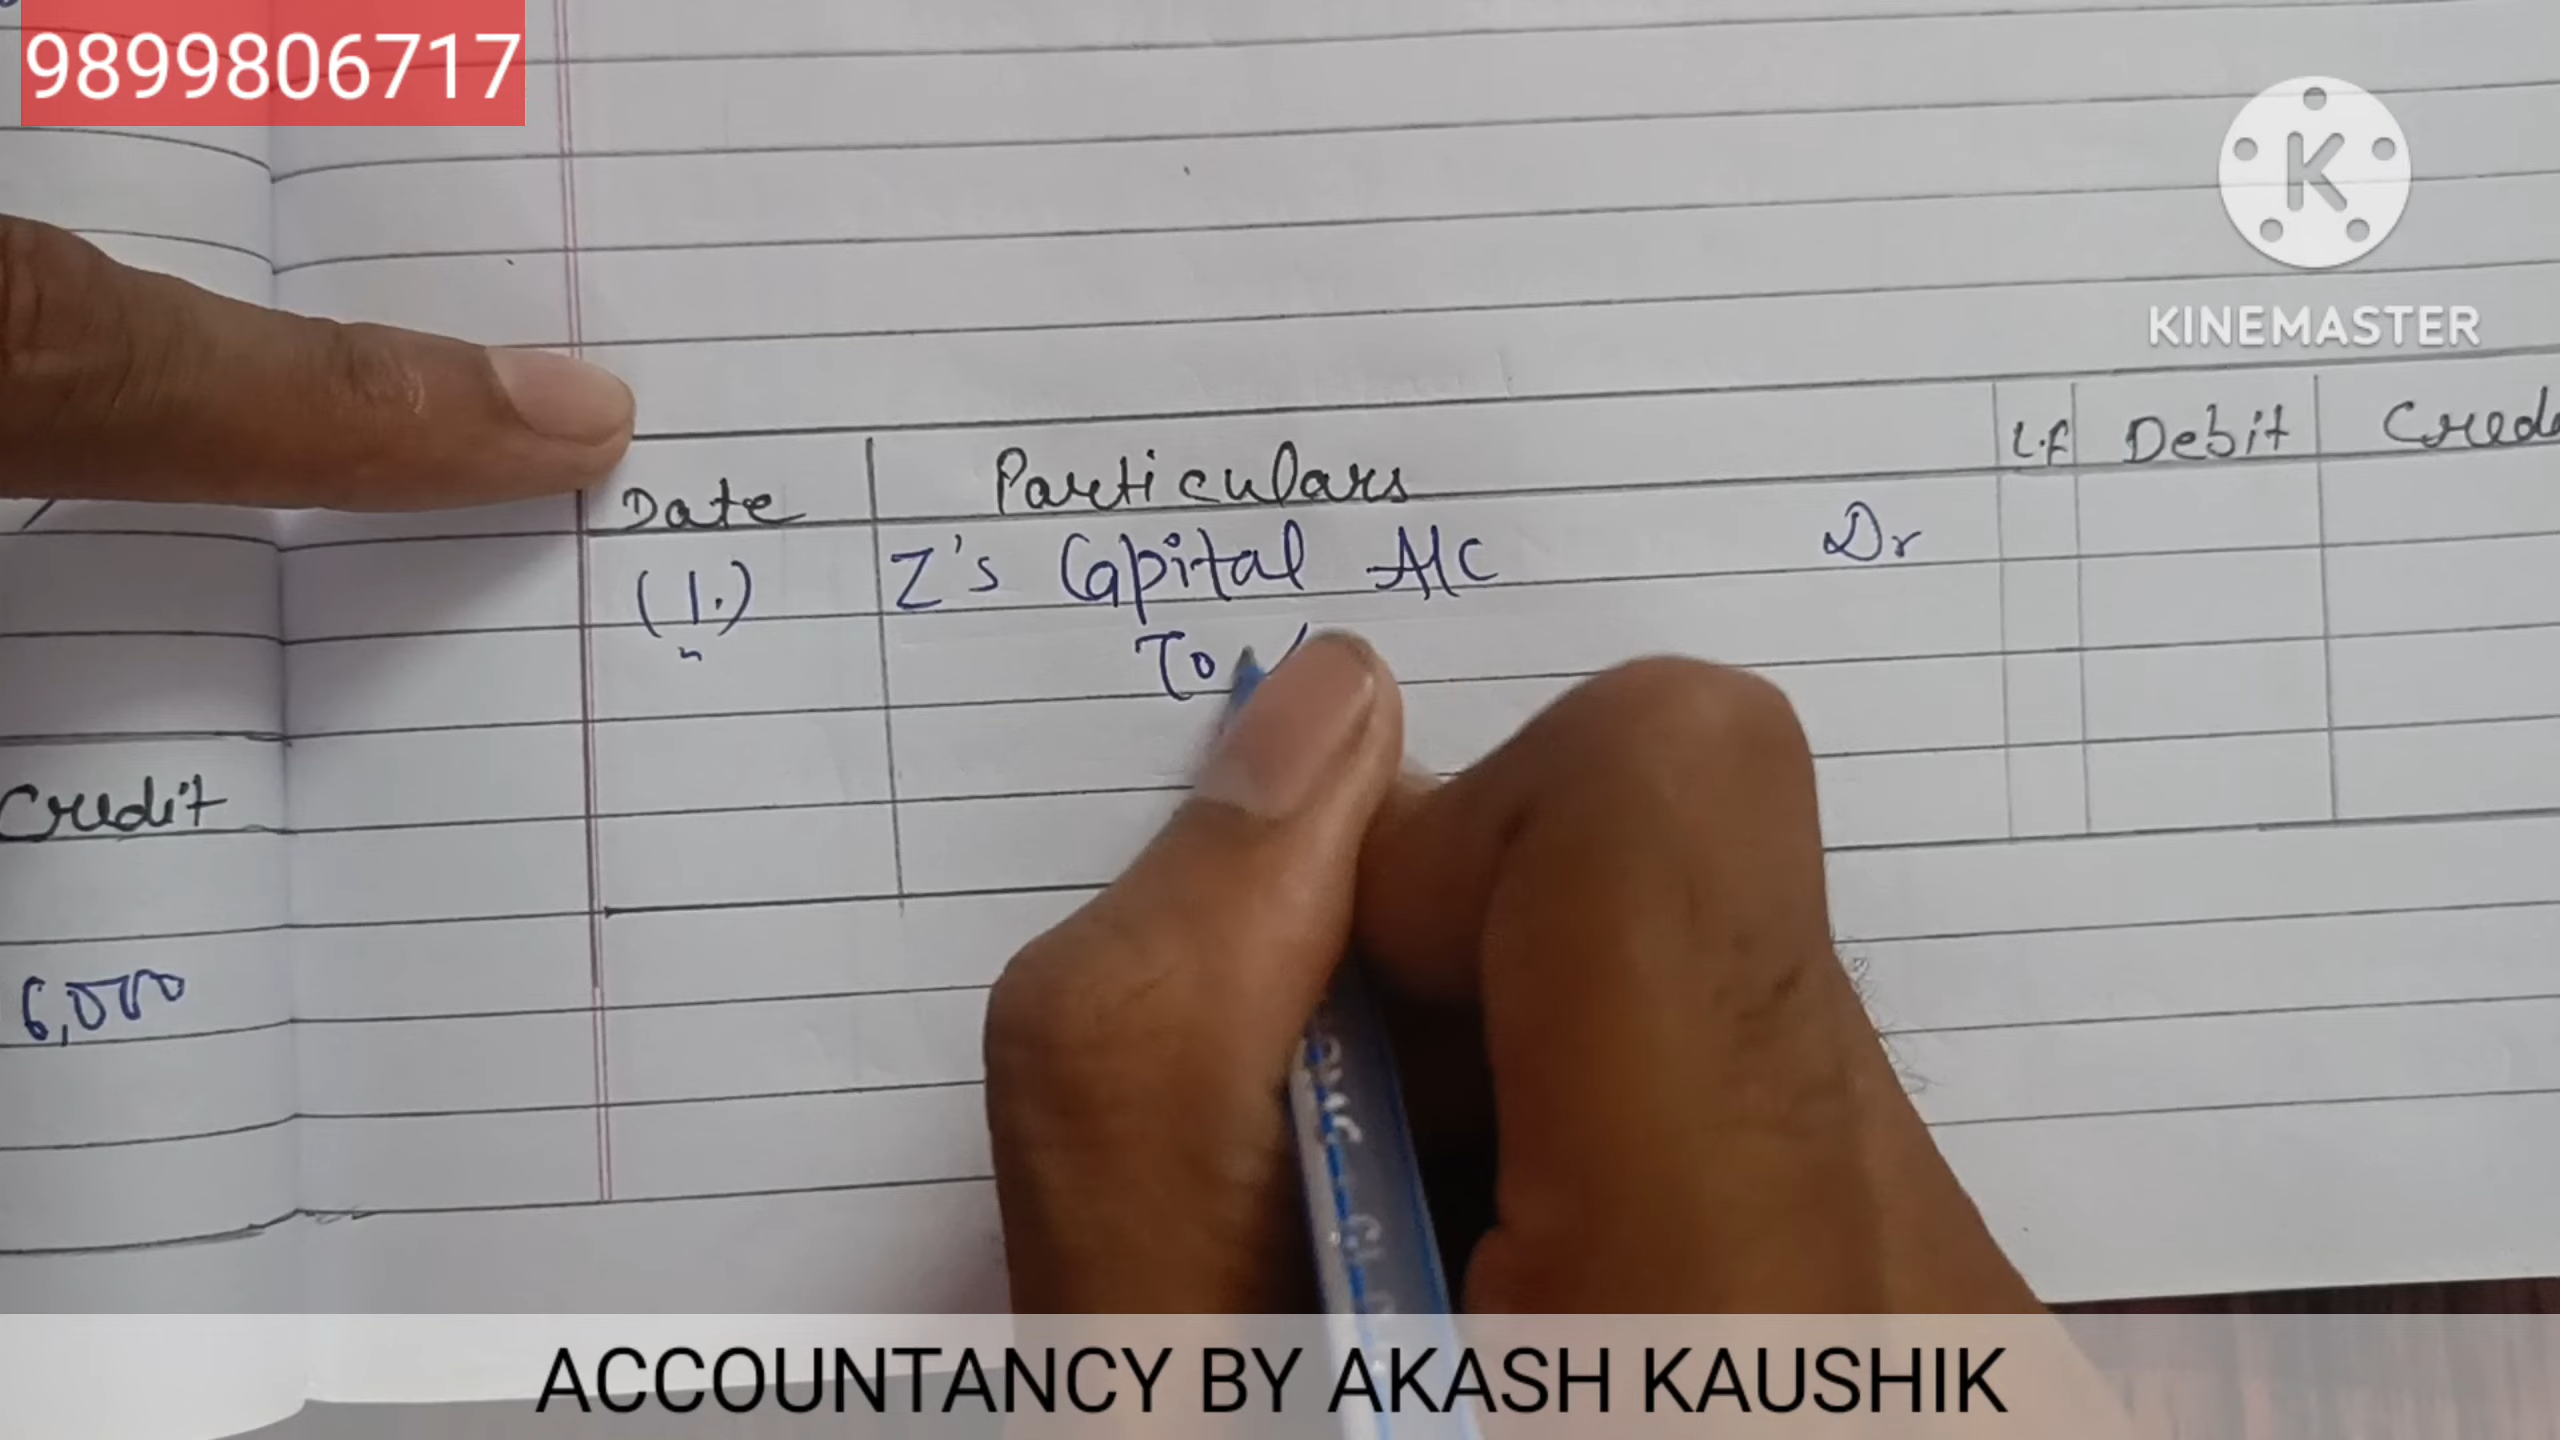 9899806717
KINEMASTER
Date Particulars L.F Debit
(1.) Z's Capital A/C Dr
To
Credit
6,000
ACCOUNTANCY BY AKASH KAUSHIK